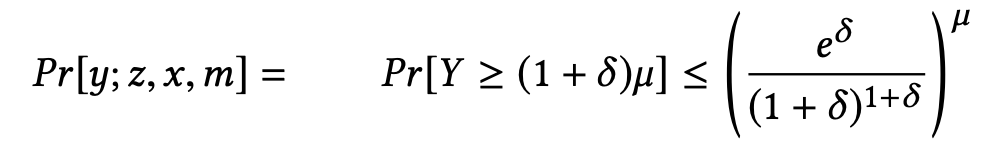 Pr[y; z, x, m] = Pr[Y ≥ (1 + δ)μ] ≤ (e^δ / (1 + δ)^{1+δ})^μ